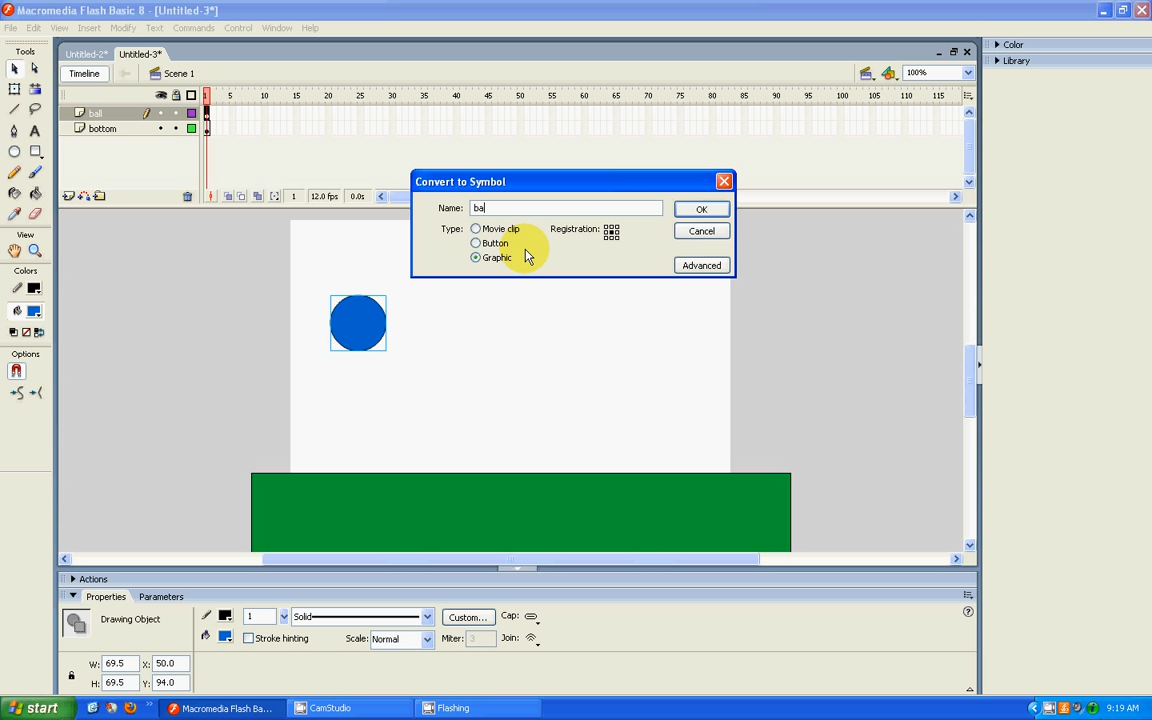 Macromedia Flash Basic 8 - [Untitled-3*]
File Edit View Insert Modify Text Commands Control Window Help
Tools
Untitled-2* Untitled-3*
Timeline Scene 1 100%
Color
Library
1 5 10 15 20 25 30 35 40 45 50 55 60 65 70 75 80 85 90 95 100 105 110 115
ball
bottom
1 12.0 fps 0.0s
Convert to Symbol
Name: ba OK
Type: Movie clip Registration: Cancel
Button
Graphic Advanced
View
Colors
Options
Actions
Properties Parameters
Drawing Object 1 Solid Custom... Cap:
Stroke hinting Scale: Normal Miter: 3 Join:
W: 69.5 X: 50.0
H: 69.5 Y: 94.0
start Macromedia Flash Ba... CamStudio Flashing 9:19 AM